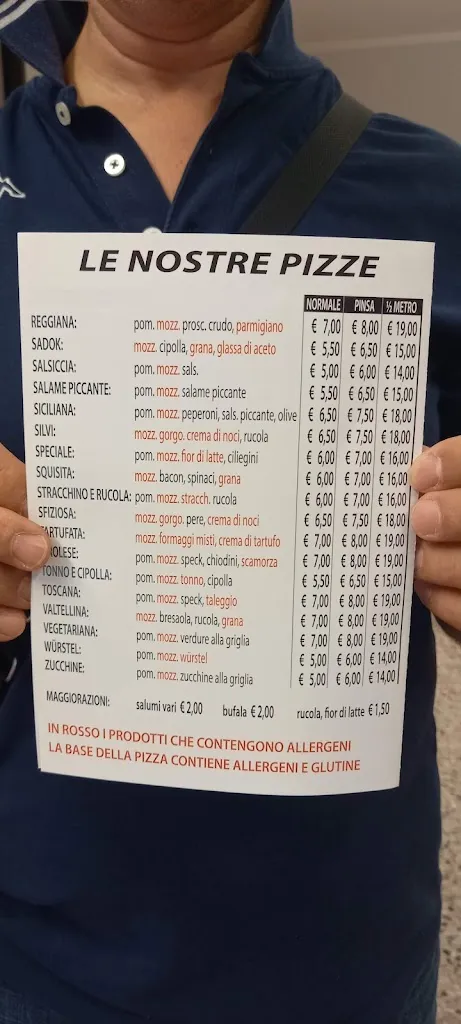 LE NOSTRE PIZZE
NORMALE PINSA ½ METRO
REGGIANA: pom. mozz. prosc. crudo, parmigiano € 7,00 € 8,00 € 19,00
SADOK: mozz. cipolla, grana, glassa di aceto € 5,50 € 6,50 € 15,00
SALSICCIA: pom. mozz. sals. € 5,00 € 6,00 € 14,00
SALAME PICCANTE: pom. mozz. salame piccante € 5,50 € 6,50 € 15,00
SICILIANA: pom. mozz. peperoni, sals. piccante, olive € 6,50 € 7,50 € 18,00
SILVI: mozz. gorgo. crema di noci, rucola € 6,50 € 7,50 € 18,00
SPECIALE: pom. mozz. fior di latte, ciliegini € 6,00 € 7,00 € 16,00
SQUISITA: mozz. bacon, spinaci, grana € 6,00 € 7,00 € 16,00
STRACCHINO E RUCOLA: pom. mozz. stracch. rucola € 6,00 € 7,00 € 16,00
SFIZIOSA: mozz. gorgo. pere, crema di noci € 6,50 € 7,50 € 18,00
TARTUFATA: mozz. formaggi misti, crema di tartufo € 7,00 € 8,00 € 19,00
ROLESE: pom. mozz. speck, chiodini, scamorza € 7,00 € 8,00 € 19,00
TONNO E CIPOLLA: pom. mozz. tonno, cipolla € 5,50 € 6,50 € 15,00
TOSCANA: pom. mozz. speck, taleggio € 7,00 € 8,00 € 19,00
VALTELLINA: mozz. bresaola, rucola, grana € 7,00 € 8,00 € 19,00
VEGETARIANA: pom. mozz. verdure alla griglia € 7,00 € 8,00 € 19,00
WÜRSTEL: pom. mozz. würstel € 5,00 € 6,00 € 14,00
ZUCCHINE: pom. mozz. zucchine alla griglia € 5,00 € 6,00 € 14,00
MAGGIORAZIONI: salumi vari € 2,00 bufala € 2,00 rucola, fior di latte € 1,50
IN ROSSO I PRODOTTI CHE CONTENGONO ALLERGENI
LA BASE DELLA PIZZA CONTIENE ALLERGENI E GLUTINE